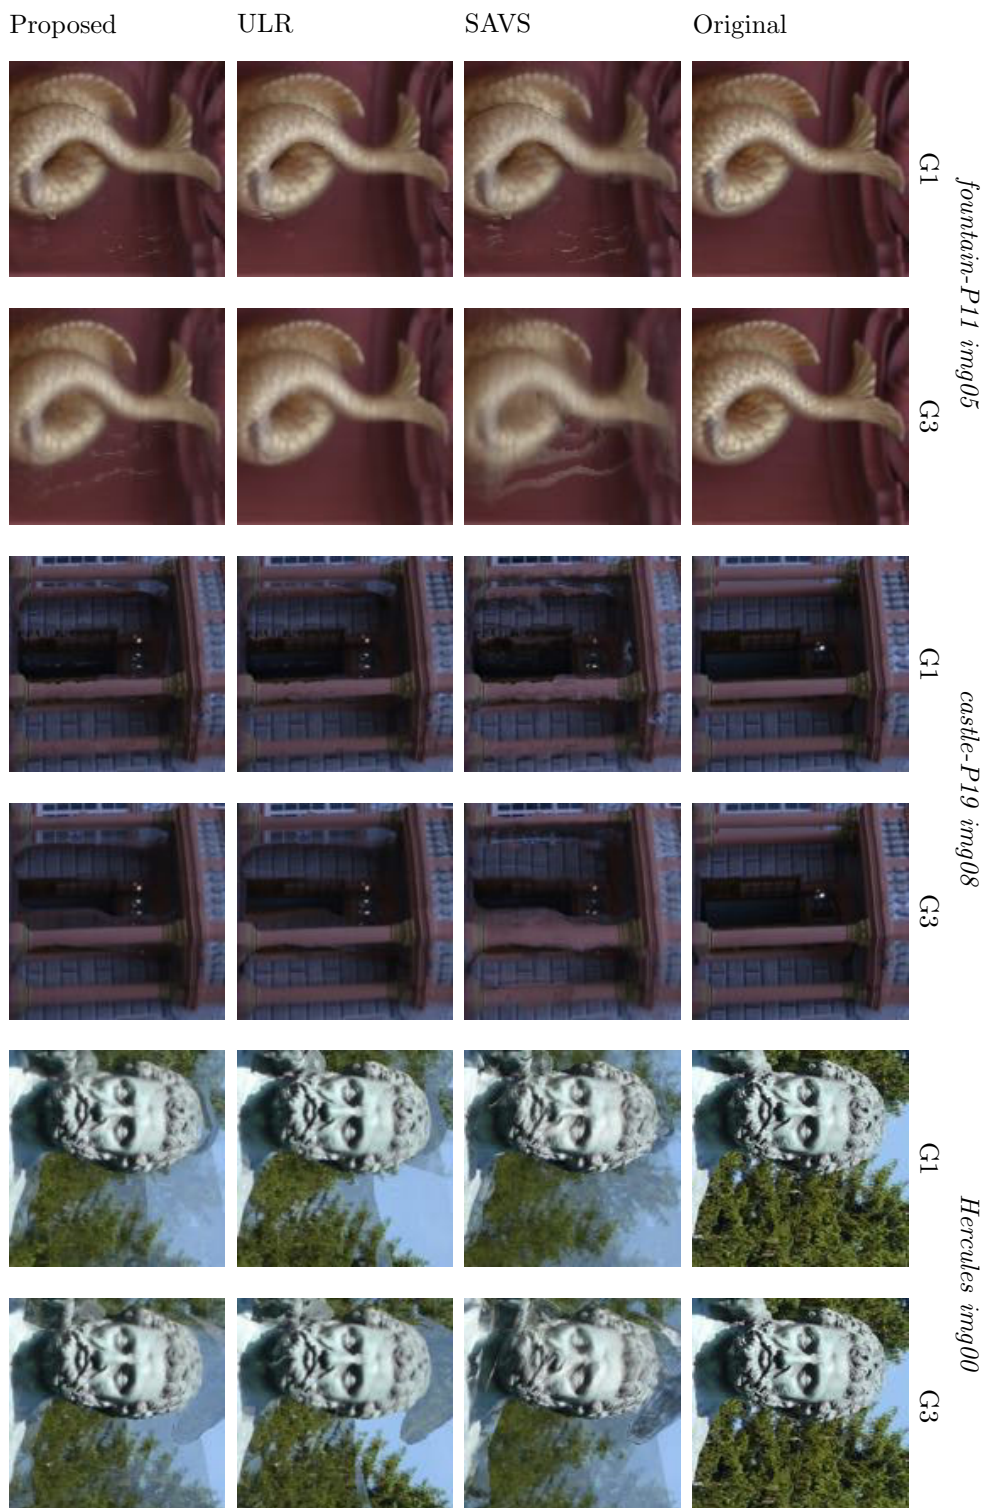 Proposed ULR SAVS Original
fountain-P11 img05
G1
G3
castle-P19 img08
G1
G3
Hercules img00
G1
G3